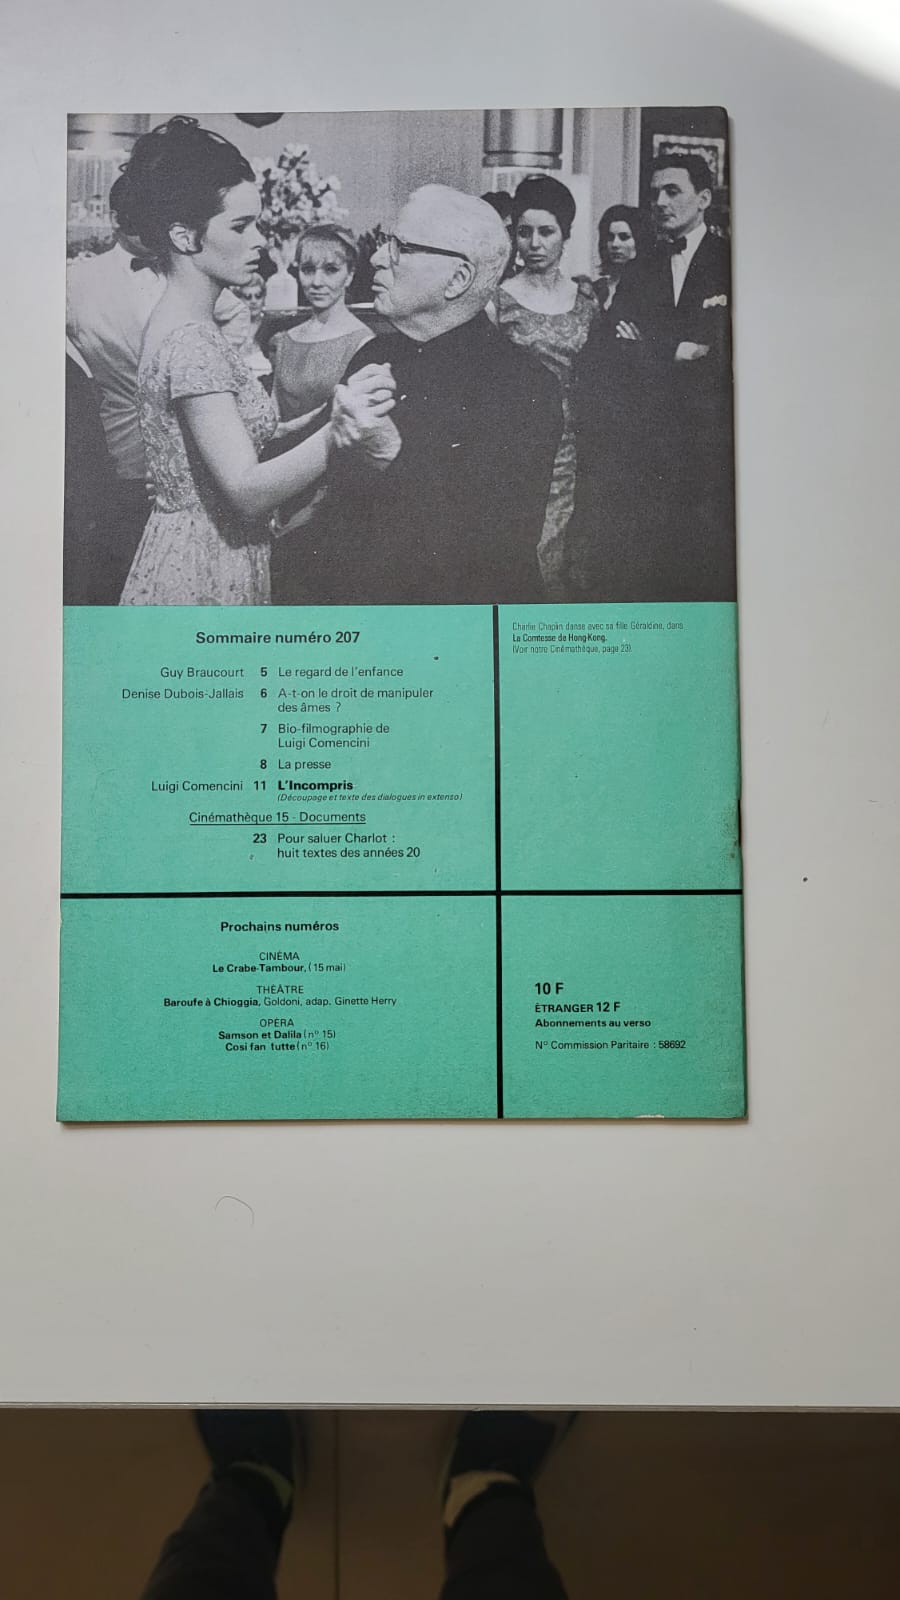 Sommaire numéro 207
Guy Braucourt 5 Le regard de l'enfance
Denise Dubois-Jallais 6 A-t-on le droit de manipuler
des âmes ?
7 Bio-filmographie de
Luigi Comencini
8 La presse
Luigi Comencini 11 L'Incompris
(Découpage et texte des dialogues in extenso)
Cinémathèque 15 - Documents
23 Pour saluer Charlot :
huit textes des années 20
Charlie Chaplin danse avec sa fille Géraldine, dans
La Comtesse de Hong-Kong.
(Voir notre Cinémathèque, page 23).
Prochains numéros
CINÉMA
Le Crabe-Tambour, (15 mai)
THÉÂTRE
Baroufe à Chioggia, Goldoni, adap. Ginette Herry
OPÉRA
Samson et Dalila (n° 15)
Cosi fan tutte (n° 16)
10 F
ÉTRANGER 12 F
Abonnements au verso
N° Commission Paritaire : 58692